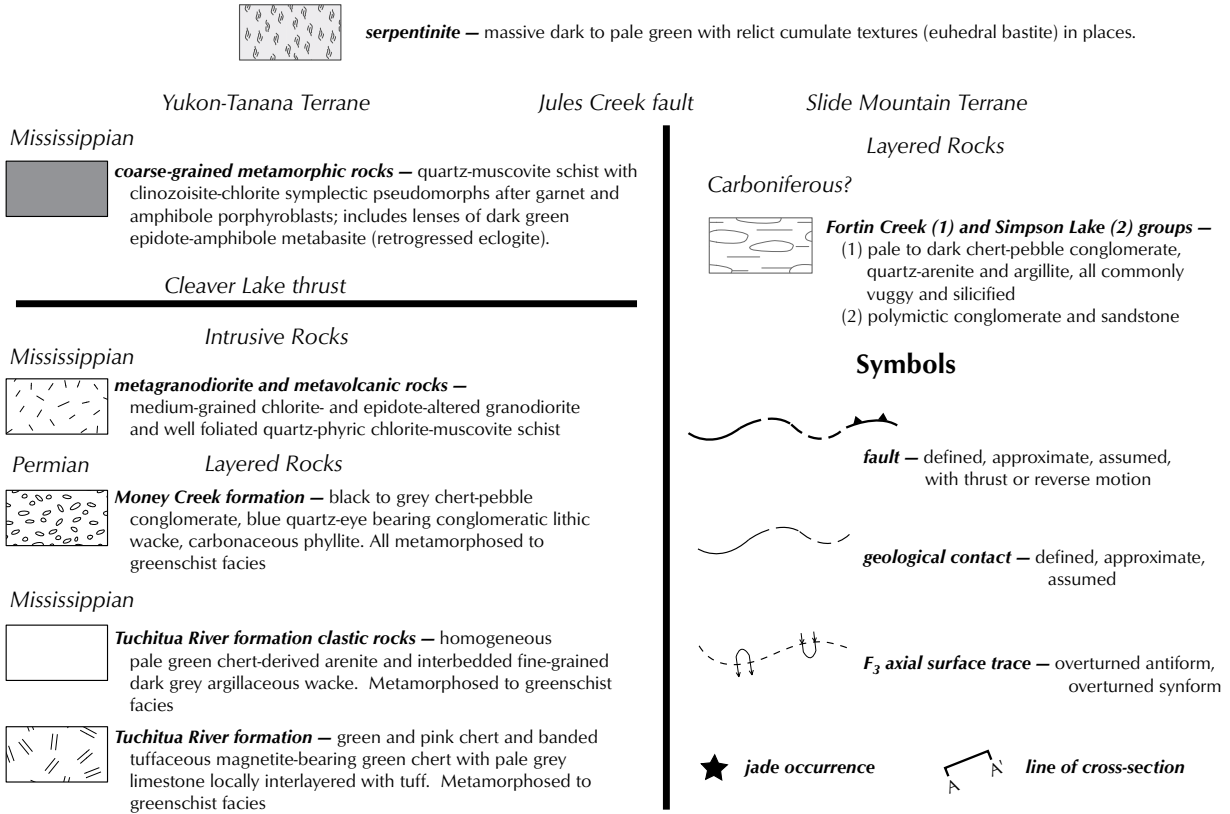 serpentinite — massive dark to pale green with relict cumulate textures (euhedral bastite) in places.
Yukon-Tanana Terrane
Jules Creek fault
Slide Mountain Terrane
Mississippian
coarse-grained metamorphic rocks — quartz-muscovite schist with
clinozoisite-chlorite symplectic pseudomorphs after garnet and
amphibole porphyroblasts; includes lenses of dark green
epidote-amphibole metabasite (retrogressed eclogite).
Cleaver Lake thrust
Intrusive Rocks
Mississippian
metagranodiorite and metavolcanic rocks —
medium-grained chlorite- and epidote-altered granodiorite
and well foliated quartz-phyric chlorite-muscovite schist
Permian
Layered Rocks
Money Creek formation — black to grey chert-pebble
conglomerate, blue quartz-eye bearing conglomeratic lithic
wacke, carbonaceous phyllite. All metamorphosed to
greenschist facies
Mississippian
Tuchitua River formation clastic rocks — homogeneous
pale green chert-derived arenite and interbedded fine-grained
dark grey argillaceous wacke. Metamorphosed to greenschist
facies
Tuchitua River formation — green and pink chert and banded
tuffaceous magnetite-bearing green chert with pale grey
limestone locally interlayered with tuff. Metamorphosed to
greenschist facies
Layered Rocks
Carboniferous?
Fortin Creek (1) and Simpson Lake (2) groups —
(1) pale to dark chert-pebble conglomerate,
quartz-arenite and argillite, all commonly
vuggy and silicified
(2) polymictic conglomerate and sandstone
Symbols
fault — defined, approximate, assumed,
with thrust or reverse motion
geological contact — defined, approximate,
assumed
F3 axial surface trace — overturned antiform,
overturned synform
jade occurrence
A A' line of cross-section